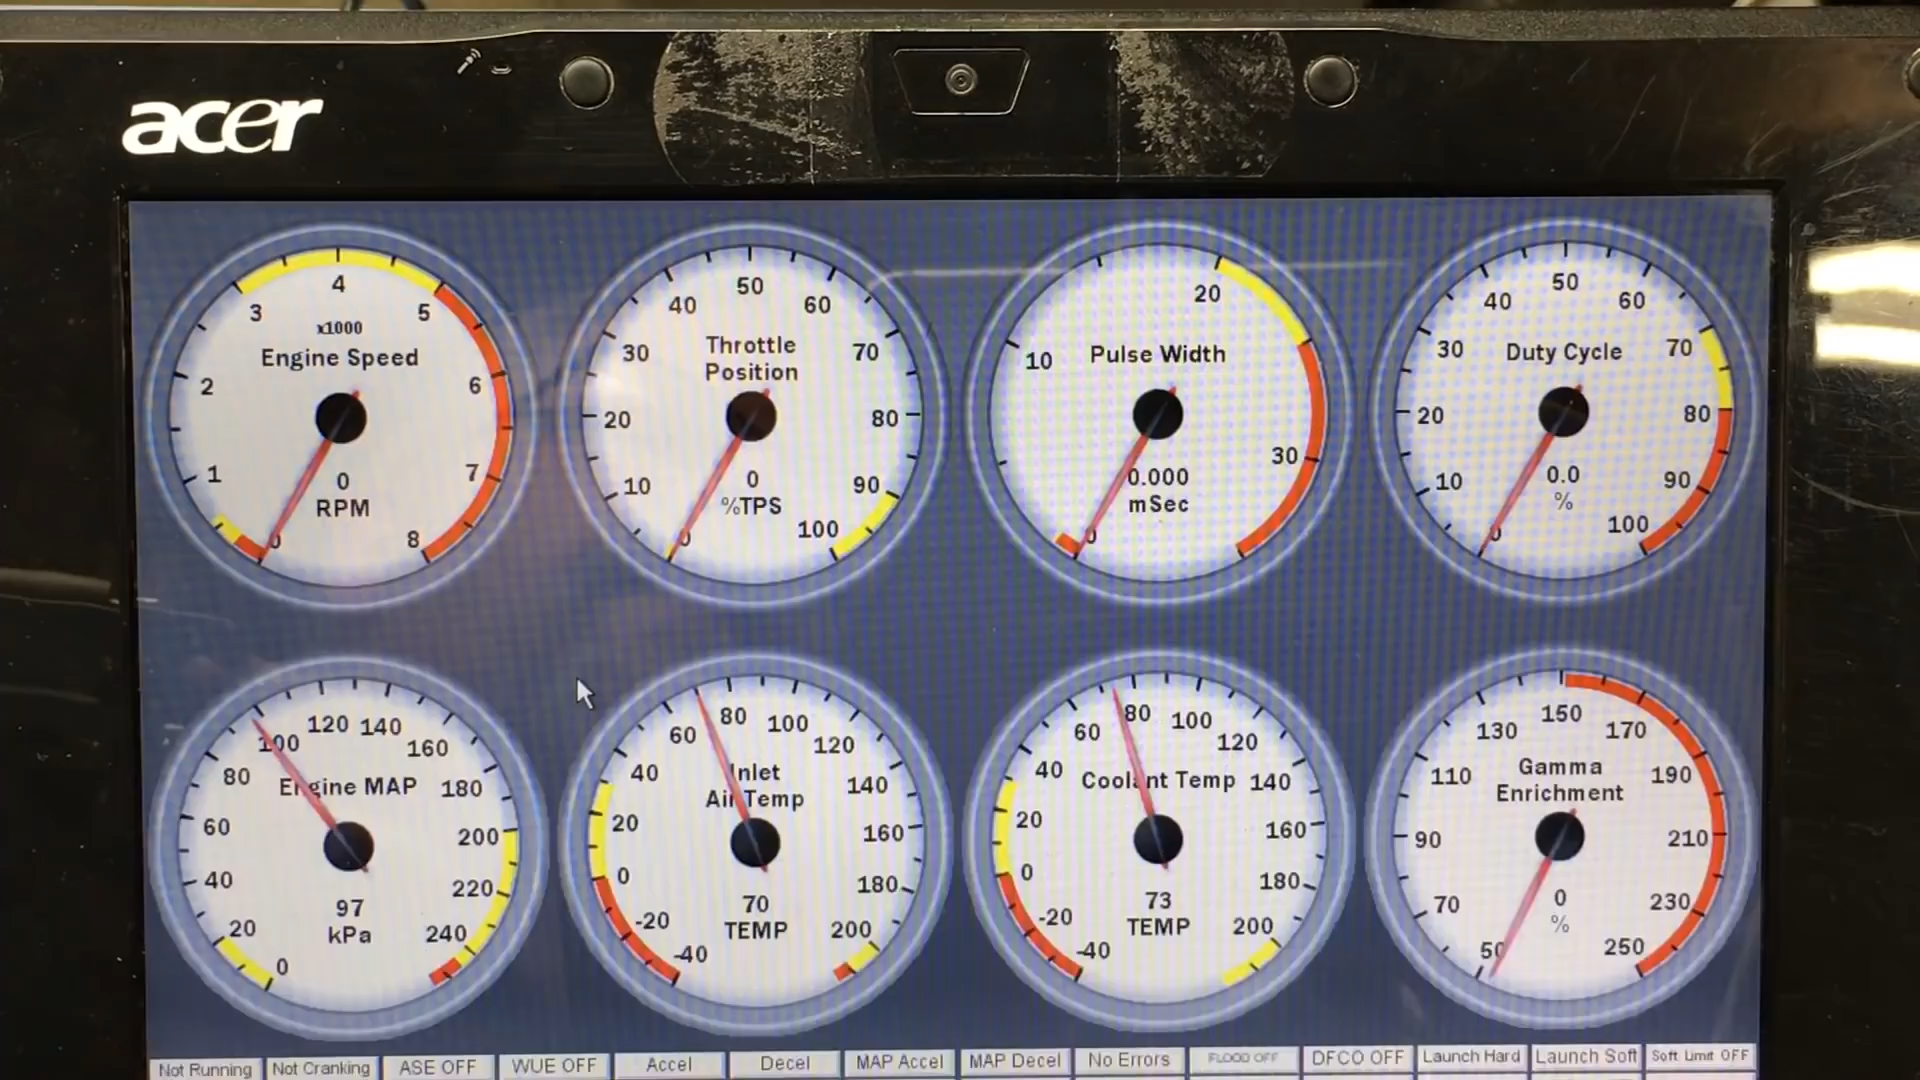 acer
3
4
5
x1000
Engine Speed
2
6
1
7
0
8
0
RPM
40
50
60
Throttle
Position
30
70
20
80
10
90
0
100
0
%TPS
20
10
Pulse Width
30
0.000
mSec
0
40
50
60
30
Duty Cycle
70
20
80
10
90
0
100
0.0
%
120
140
100
160
80
Engine MAP
180
60
200
40
220
20
240
0
97
kPa
80
100
60
120
40
Inlet
Air Temp
140
20
160
0
180
-20
200
-40
70
TEMP
80
100
60
120
40
Coolant Temp
140
20
160
0
180
-20
200
-40
73
TEMP
150
130
170
Gamma
Enrichment
110
190
90
210
70
230
50
250
0
%
Not Running
Not Cranking
ASE OFF
WUE OFF
Accel
Decel
MAP Accel
MAP Decel
No Errors
FLOOD OFF
DFCO OFF
Launch Hard
Launch Soft
Soft Limit OFF